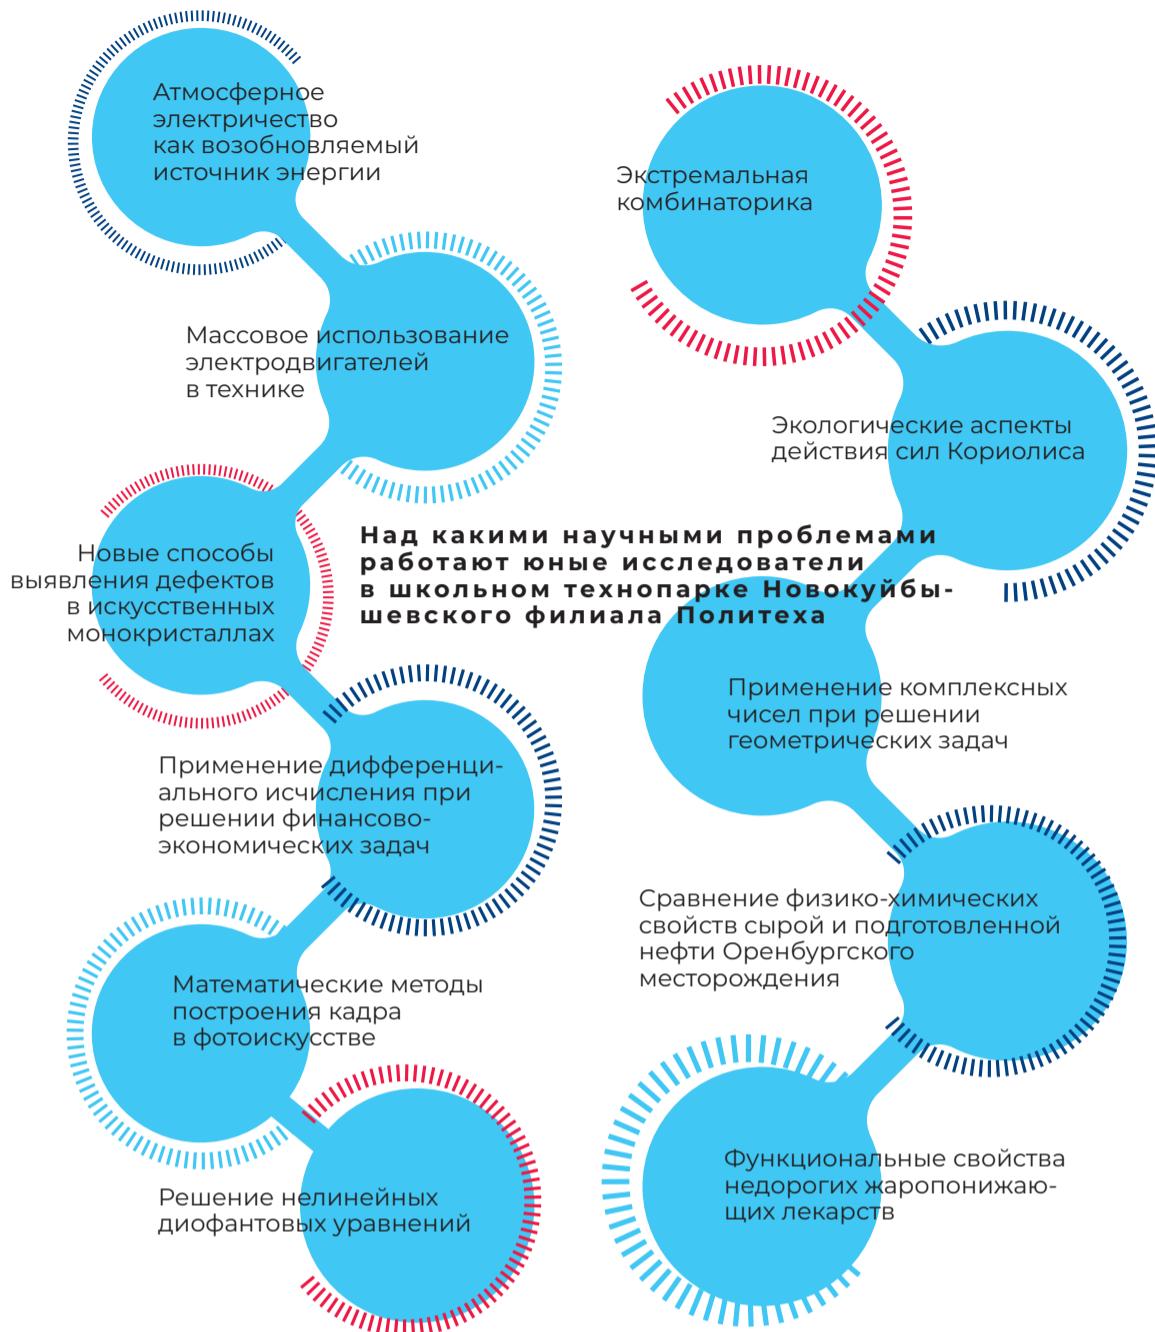 Атмосферное
электричество
как возобновляемый
источник энергии
Массовое использование
электродвигателей
в технике
Новые способы
выявления дефектов
в искусственных
монокристаллах
Применение дифференци-
ального исчисления при
решении финансово-
экономических задач
Математические методы
построения кадра
в фотоискусстве
Решение нелинейных
диофантовых уравнений
Над какими научными проблемами
работают юные исследователи
в школьном технопарке Новокуйбы-
шевского филиала Политеха
Экстремальная
комбинаторика
Экологические аспекты
действия сил Кориолиса
Применение комплексных
чисел при решении
геометрических задач
Сравнение физико-химических
свойств сырой и подготовленной
нефти Оренбургского
месторождения
Функциональные свойства
недорогих жаропонижаю-
щих лекарств